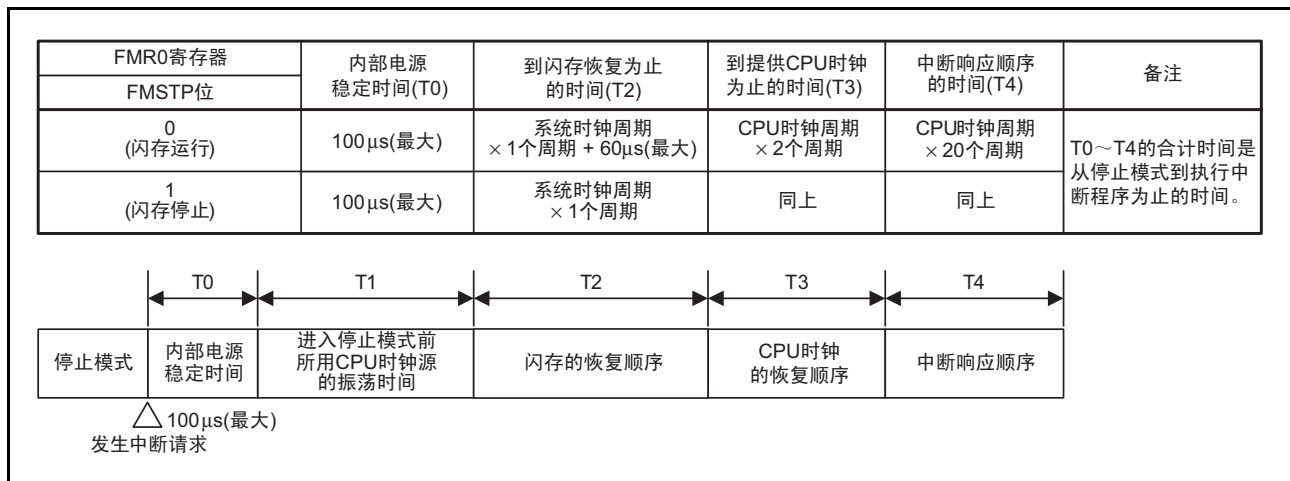 FMR0寄存器
FMSTP位
内部电源
稳定时间(T0)
到闪存恢复为止
的时间(T2)
到提供CPU时钟
为止的时间(T3)
中断响应顺序
的时间(T4)
备注
0
(闪存运行)
100μs(最大)
系统时钟周期
×1个周期 + 60μs(最大)
CPU时钟周期
×2个周期
CPU时钟周期
×20个周期
T0～T4的合计时间是
从停止模式到执行中
断程序为止的时间。
1
(闪存停止)
100μs(最大)
系统时钟周期
×1个周期
同上
同上
T0
T1
T2
T3
T4
停止模式
内部电源
稳定时间
进入停止模式前
所用CPU时钟源
的振荡时间
闪存的恢复顺序
CPU时钟
的恢复顺序
中断响应顺序
100μs(最大)
发生中断请求